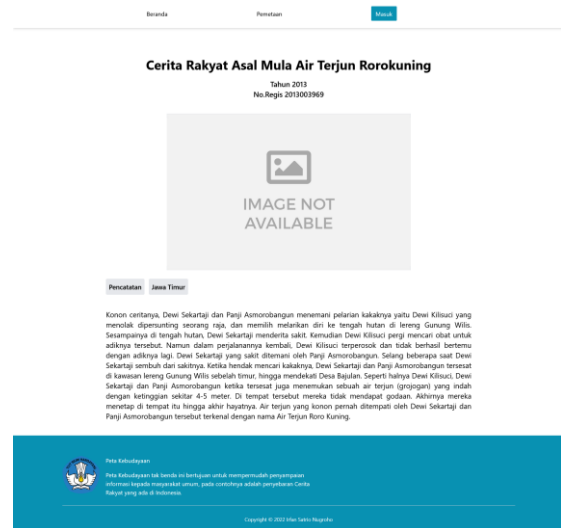 Beranda
Pemetaan
Masuk
Cerita Rakyat Asal Mula Air Terjun Rorokuning
Tahun 2013
No.Regis 2013003969
IMAGE NOT
AVAILABLE
Pencatatan
Jawa Timur
Konon ceritanya, Dewi Sekartaji dan Panji Asmorobangun menemani pelarian kakaknya yaitu Dewi Kilisuci yang
menolak dipersunting seorang raja, dan memilih melarikan diri ke tengah hutan di lereng Gunung Wilis.
Sesampainya di tengah hutan, Dewi Sekartaji menderita sakit. Kemudian Dewi Kilisuci pergi mencari obat untuk
adiknya tersebut. Namun dalam perjalanannya kembali, Dewi Kilisuci terperosok dan tidak berhasil bertemu
dengan adiknya lagi. Dewi Sekartaji yang sakit ditemani oleh Panji Asmorobangun. Selang beberapa saat Dewi
Sekartaji sembuh dari sakitnya. Ketika hendak mencari kakaknya, Dewi Sekartaji dan Panji Asmorobangun tersesat
di kawasan lereng Gunung Wilis sebelah timur, hingga mendekati Desa Bajulan. Seperti halnya Dewi Kilisuci, Dewi
Sekartaji dan Panji Asmorobangun ketika tersesat juga menemukan sebuah air terjun (grojogan) yang indah
dengan ketinggian sekitar 4-5 meter. Di tempat tersebut mereka tidak mendapat godaan. Akhirnya mereka
menetap di tempat itu hingga akhir hayatnya. Air terjun yang konon pernah ditempati oleh Dewi Sekartaji dan
Panji Asmorobangun tersebut terkenal dengan nama Air Terjun Roro Kuning.
Peta Kebudayaan
Peta Kebudayaan tak benda ini bertujuan untuk mempermudah penyampaian
informasi kepada masyarakat umum, pada contohnya adalah penyebaran Cerita
Rakyat yang ada di Indonesia.
Copyright © 2022 Irfan Satrio Nugroho